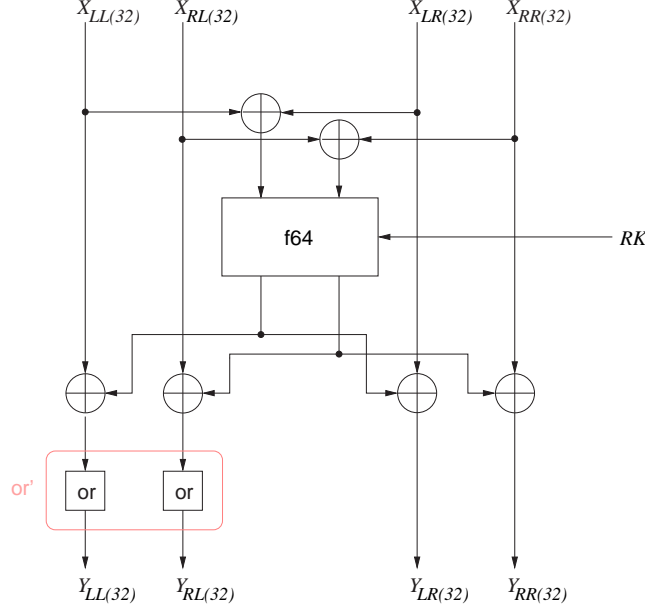 X_LL(32) X_RL(32) X_LR(32) X_RR(32)
f64
RK
or'
or or
Y_LL(32) Y_RL(32) Y_LR(32) Y_RR(32)